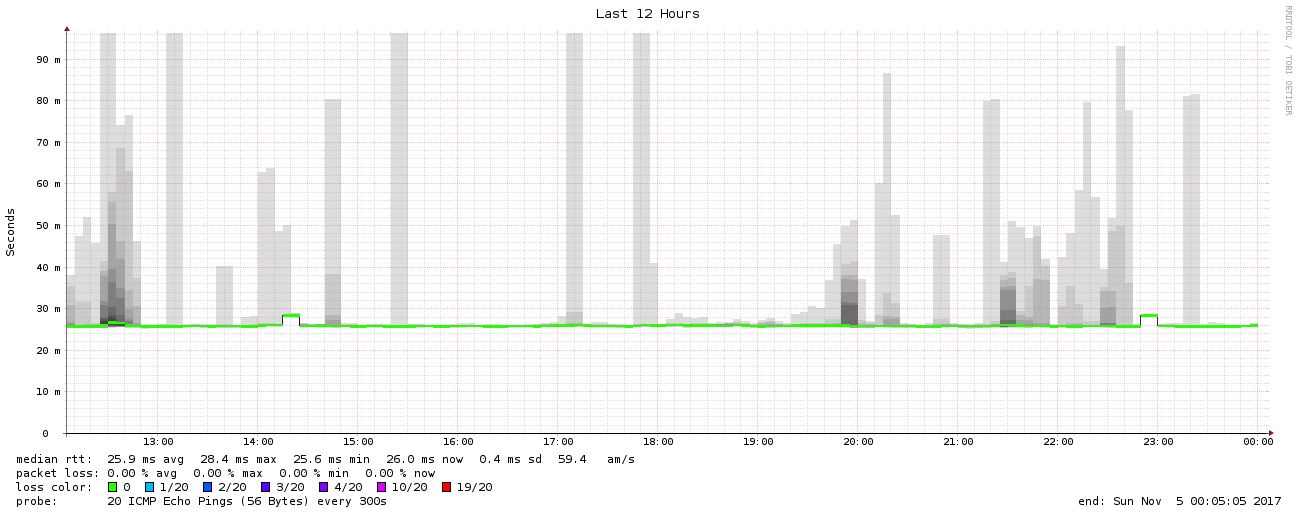 Last 12 Hours
RRDTOOL / TOBI OETIKER
Seconds
90 m
80 m
70 m
60 m
50 m
40 m
30 m
20 m
10 m
0
13:00 14:00 15:00 16:00 17:00 18:00 19:00 20:00 21:00 22:00 23:00 00:00
median rtt: 25.9 ms avg 28.4 ms max 25.6 ms min 26.0 ms now 0.4 ms sd 59.4 am/s
packet loss: 0.00 % avg 0.00 % max 0.00 % min 0.00 % now
loss color: 0 1/20 2/20 3/20 4/20 10/20 19/20
probe: 20 ICMP Echo Pings (56 Bytes) every 300s end: Sun Nov 5 00:05:05 2017